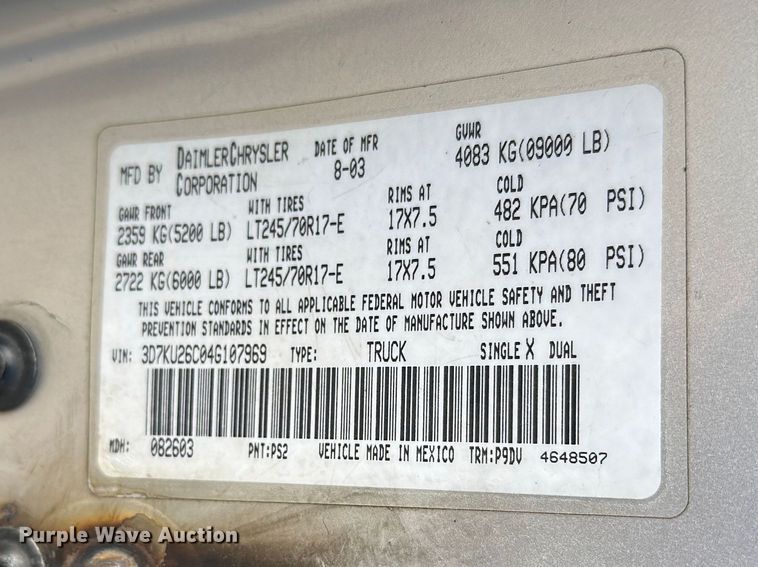 MFD BY DAIMLERCHRYSLER CORPORATION DATE OF MFR 8-03 GVWR 4083 KG(09000 LB)
GAWR FRONT WITH TIRES RIMS AT COLD
2359 KG(5200 LB) LT245/70R17-E 17X7.5 482 KPA(70 PSI)
GAWR REAR WITH TIRES RIMS AT COLD
2722 KG(6000 LB) LT245/70R17-E 17X7.5 551 KPA(80 PSI)
THIS VEHICLE CONFORMS TO ALL APPLICABLE FEDERAL MOTOR VEHICLE SAFETY AND THEFT
PREVENTION STANDARDS IN EFFECT ON THE DATE OF MANUFACTURE SHOWN ABOVE.
VIN: 3D7KU26C04G107969 TYPE: TRUCK SINGLE X DUAL
MDH: 082603 PNT:PS2 VEHICLE MADE IN MEXICO TRM:P9DV 4648507
Purple Wave Auction